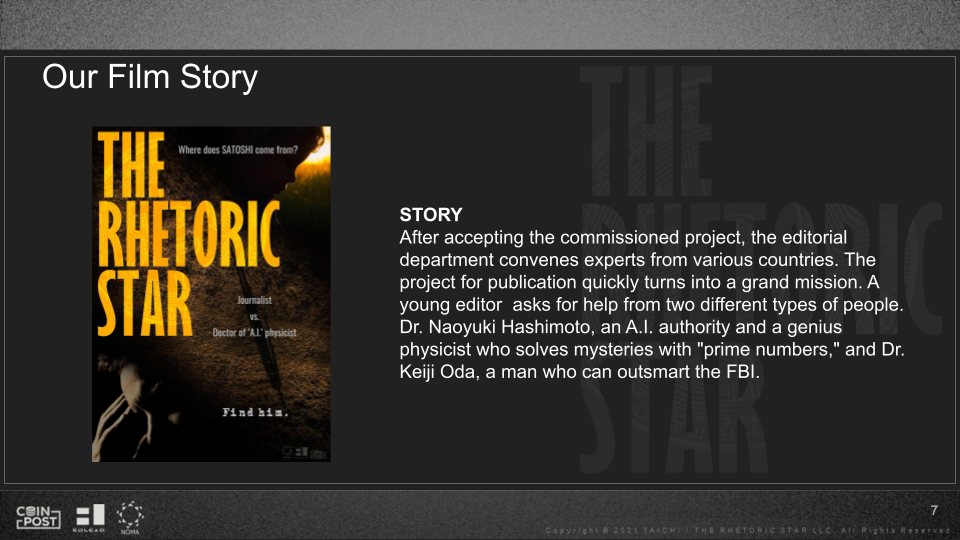 Our Film Story
THE
RHETORIC
STAR
Where does SATOSHI come from?
Journalist
vs.
Doctor of 'A.I.' physicist
Find him.
THE
RHETORIC
STAR
STORY
After accepting the commissioned project, the editorial
department convenes experts from various countries. The
project for publication quickly turns into a grand mission. A
young editor  asks for help from two different types of people.
Dr. Naoyuki Hashimoto, an A.I. authority and a genius
physicist who solves mysteries with "prime numbers," and Dr.
Keiji Oda, a man who can outsmart the FBI.
COIN
POST
EOLEAD
NOMA
7
Copyright © 2021 TAICHI / THE RHETORIC STAR LLC. All Rights Reserved.